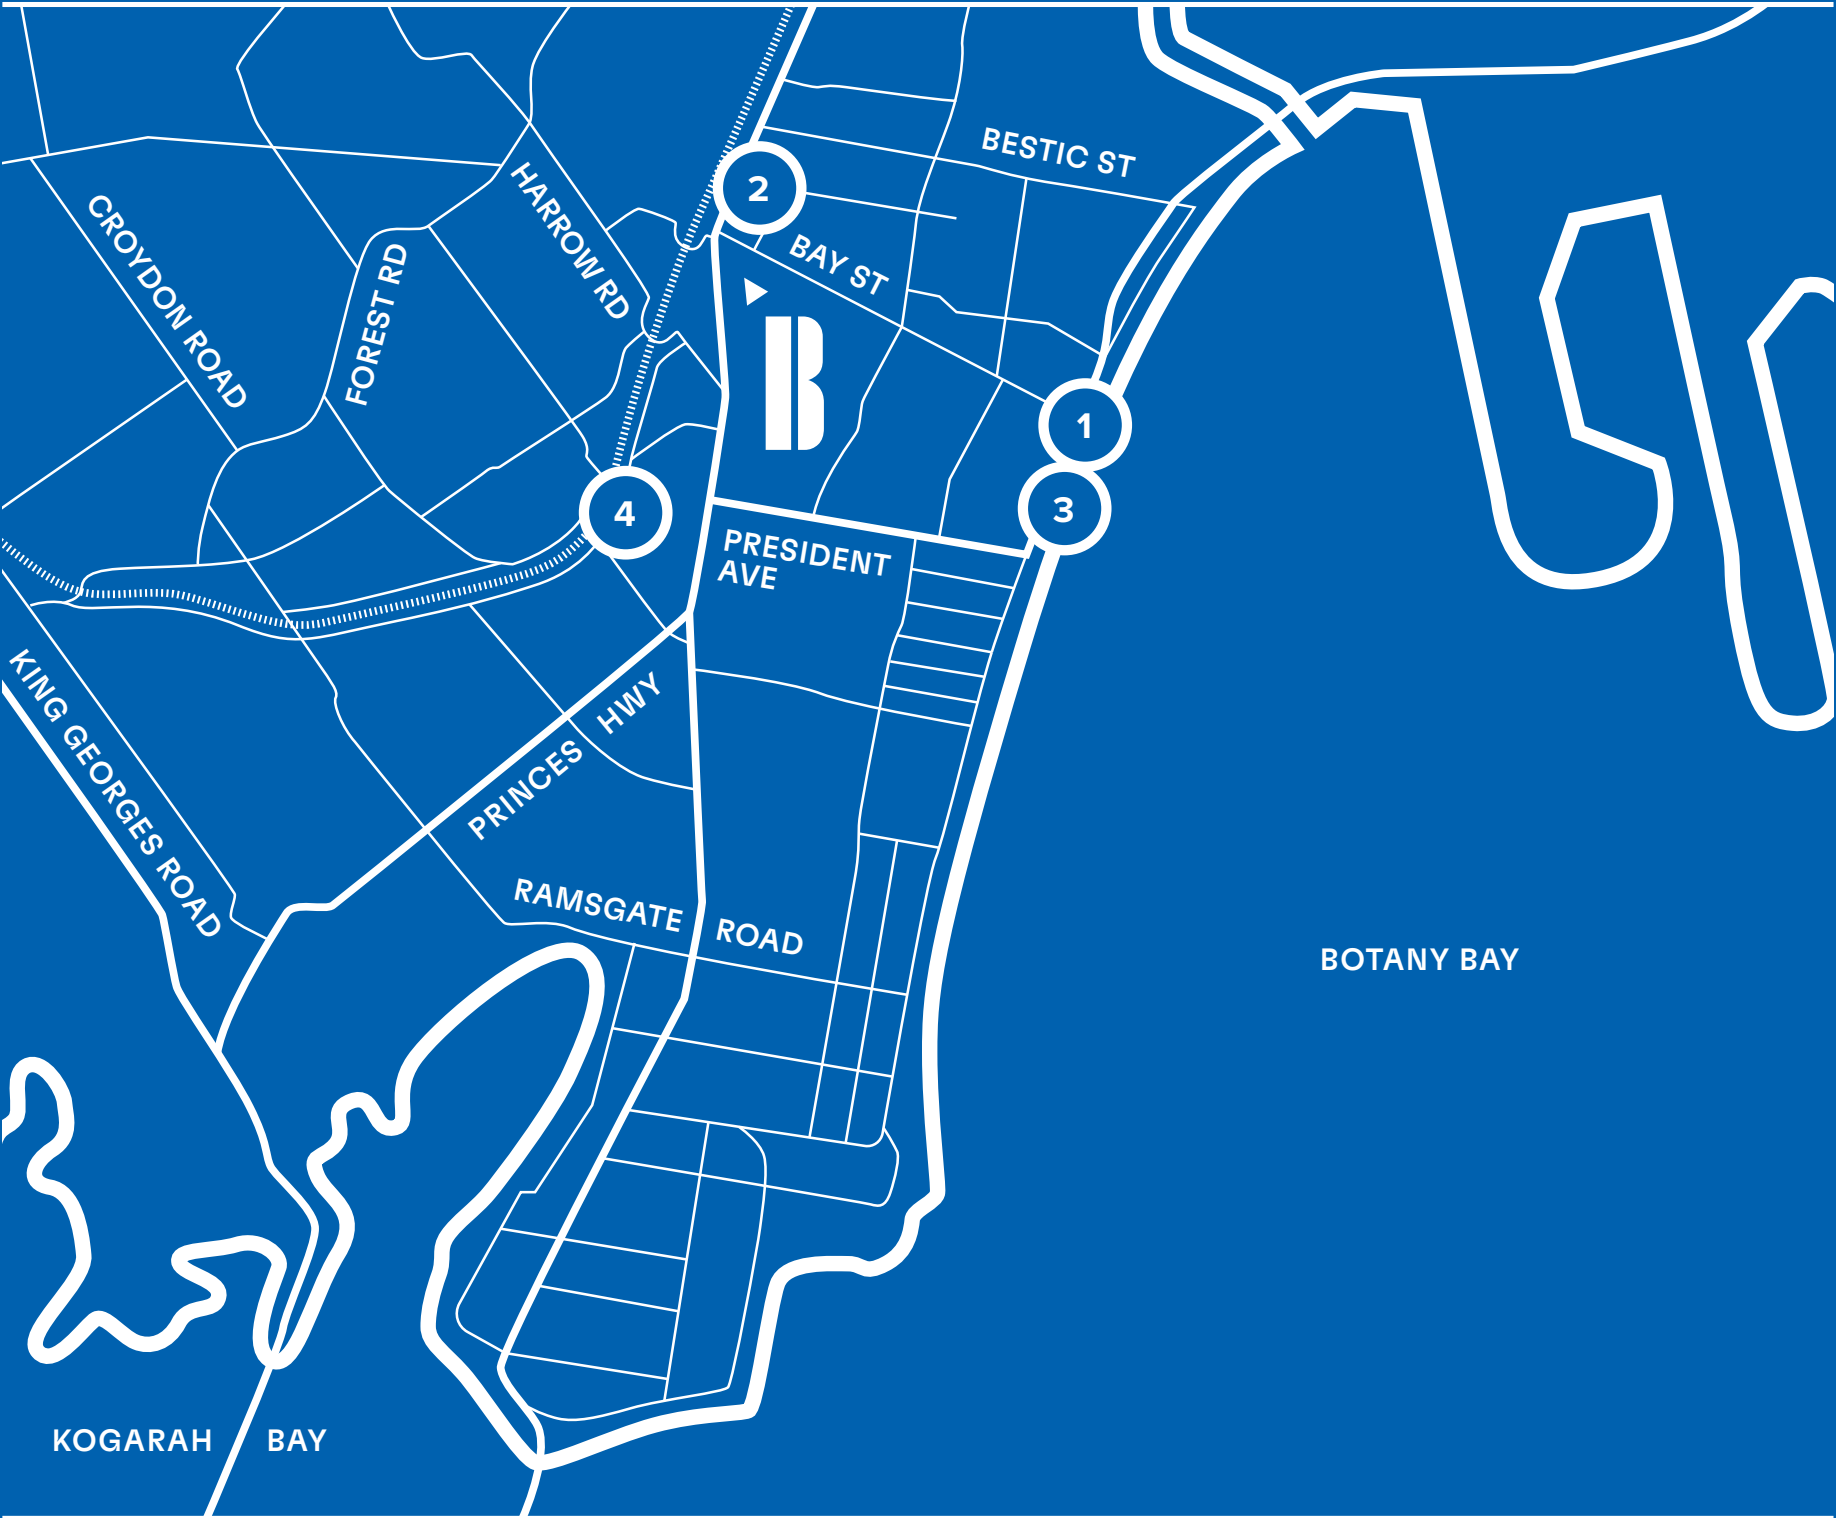 BESTIC ST
HARROW RD
2
CROYDON ROAD
BAY ST
FOREST RD
B
1
3
4
PRESIDENT
AVE
KING GEORGES ROAD
PRINCES HWY
RAMSGATE ROAD
BOTANY BAY
KOGARAH BAY